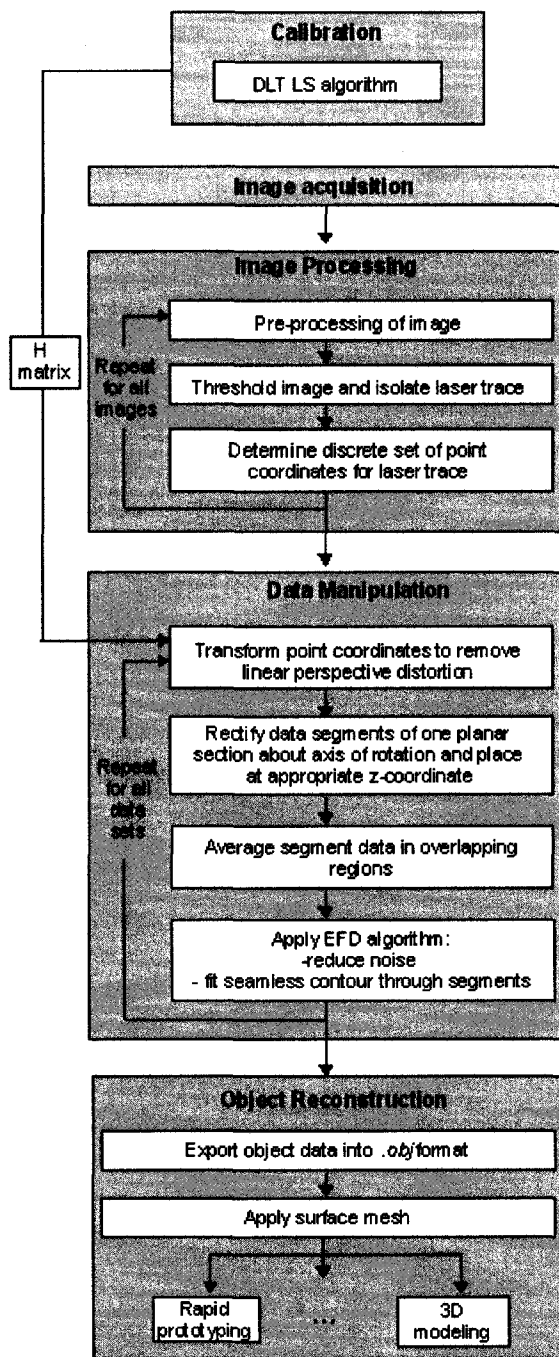 Calibration
DLT LS algorithm
Image acquisition
Image Processing
Pre-processing of image
Threshold image and isolate laser trace
Determine discrete set of point
coordinates for laser trace
Repeat
for all
images
H
matrix
Data Manipulation
Transform point coordinates to remove
linear perspective distortion
Rectify data segments of one planar
section about axis of rotation and place
at appropriate z-coordinate
Average segment data in overlapping
regions
Apply EFD algorithm:
-reduce noise
- fit seamless contour through segments
Repeat
for all
data
sets
Object Reconstruction
Export object data into .obj format
Apply surface mesh
Rapid
prototyping
...
3D
modeling